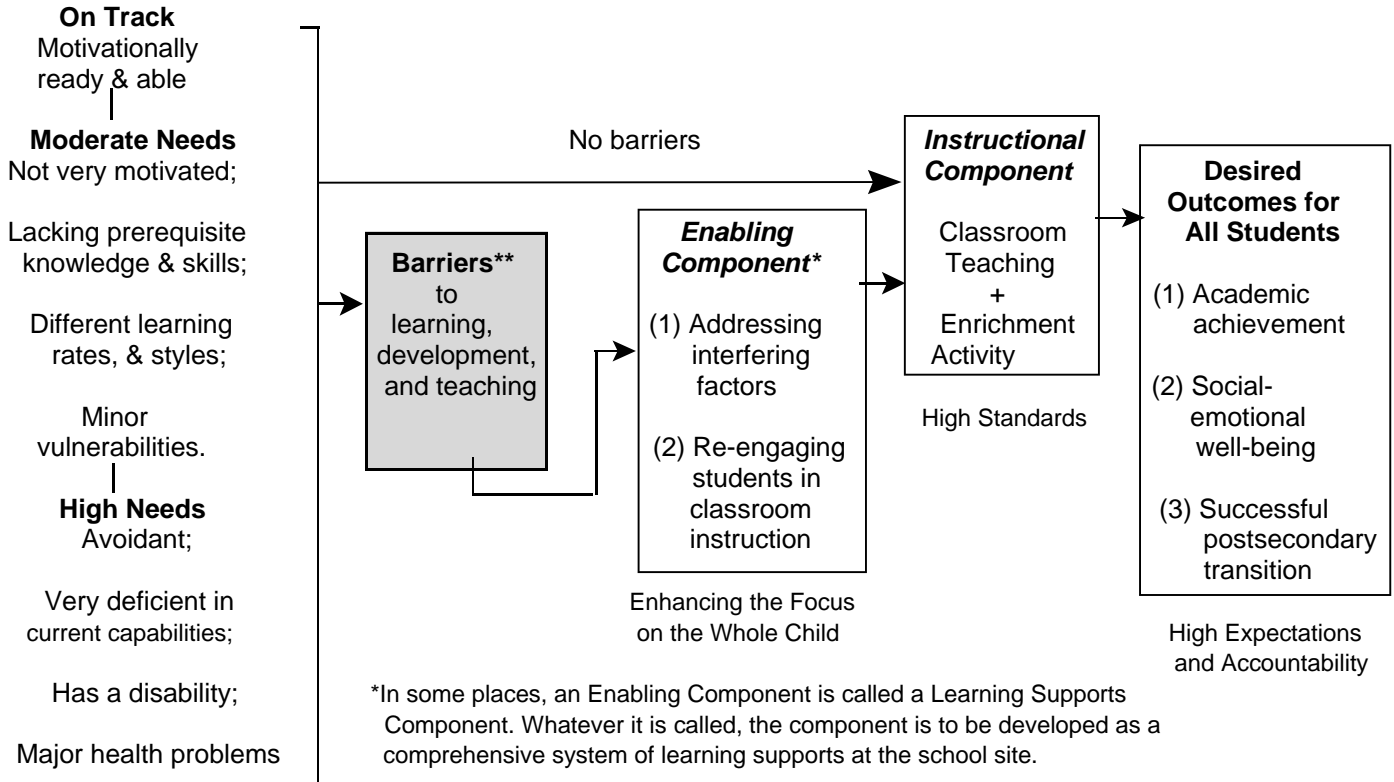 On Track
Motivationally
ready & able
Moderate Needs
Not very motivated;
Lacking prerequisite
knowledge & skills;
Different learning
rates, & styles;
Minor
vulnerabilities.
High Needs
Avoidant;
Very deficient in
current capabilities;
Has a disability;
Major health problems
No barriers
Barriers**
to
learning,
development,
and teaching
Enabling
Component*
(1) Addressing
interfering
factors
(2) Re-engaging
students in
classroom
instruction
Enhancing the Focus
on the Whole Child
Instructional
Component
Classroom
Teaching
+
Enrichment
Activity
High Standards
Desired
Outcomes for
All Students
(1) Academic
achievement
(2) Social-
emotional
well-being
(3) Successful
postsecondary
transition
High Expectations
and Accountability
*In some places, an Enabling Component is called a Learning Supports
Component. Whatever it is called, the component is to be developed as a
comprehensive system of learning supports at the school site.